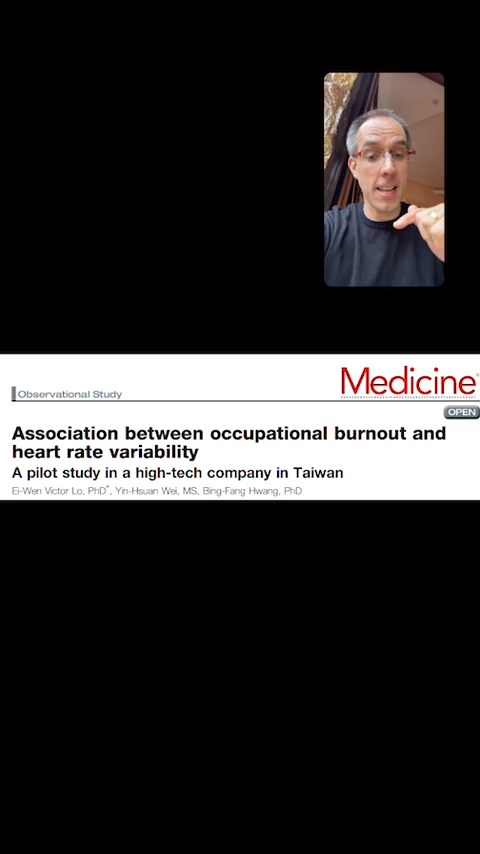 Medicine®
Observational Study
OPEN
Association between occupational burnout and
heart rate variability
A pilot study in a high-tech company in Taiwan
Ei-Wen Victor Lo, PhD*, Yin-Hsuan Wei, MS, Bing-Fang Hwang, PhD